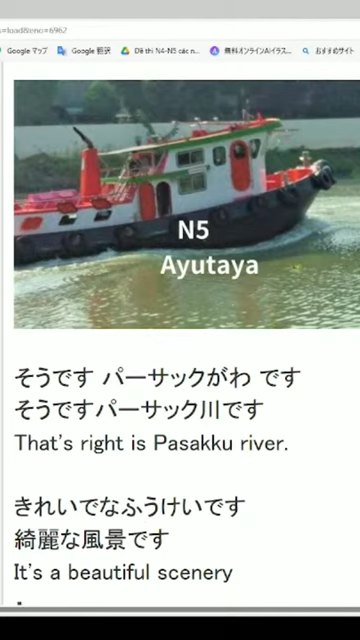 =load&eno=6962
Google マップ Google 翻訳 Đề thi N4-N5 các n... 無料オンラインAIイラス... おすすめサイト
N5
Ayutaya
そうです パーサックがわ です
そうですパーサック川です
That's right is Pasakku river.
きれいでなふうけいです
綺麗な風景です
It's a beautiful scenery